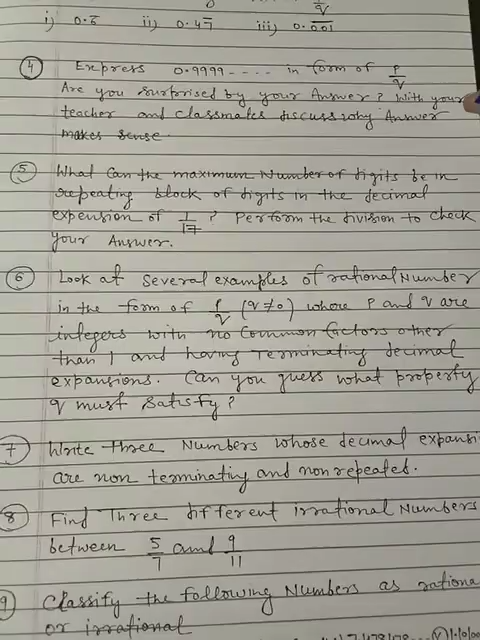 i) 0.6̅ ii) 0.47̅ iii) 0.0̅0̅1̅
④ Express 0.9999---- in form of P/q
Are you surprised by your Answer? With your
teacher and classmates discuss why Answer
makes sense.
⑤ What Can the maximum Number of digits be in
repeating block of digits in the decimal
expension of 1/17? Perform the division to check
your Answer.
⑥ Look at Several examples of rational Number
in the form of P/q (q≠0) whore P and q are
integers with no Common factors other
than 1 and having Terminating decimal
expansions. Can you guess what property
q must Satisfy?
7 Write three Numbers whose decimal expansi
are non terminating and non repeated.
8 Find Three different irrational Numbers
between 5/7 and 9/11
9 Classify the following Numbers as rationa
or irrational